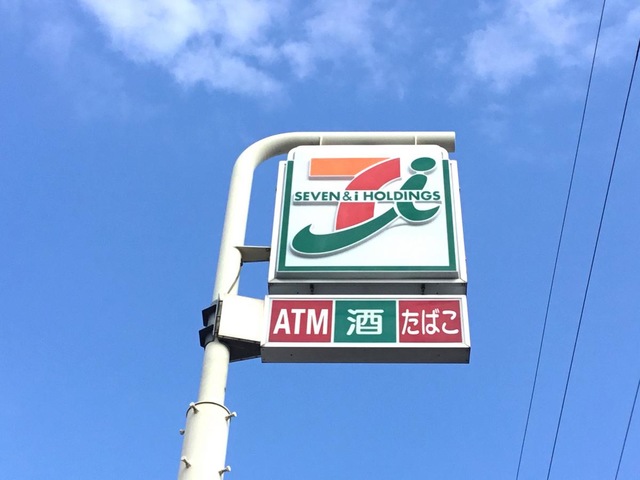 SEVEN & i HOLDINGS
ATM 酒 たばこ